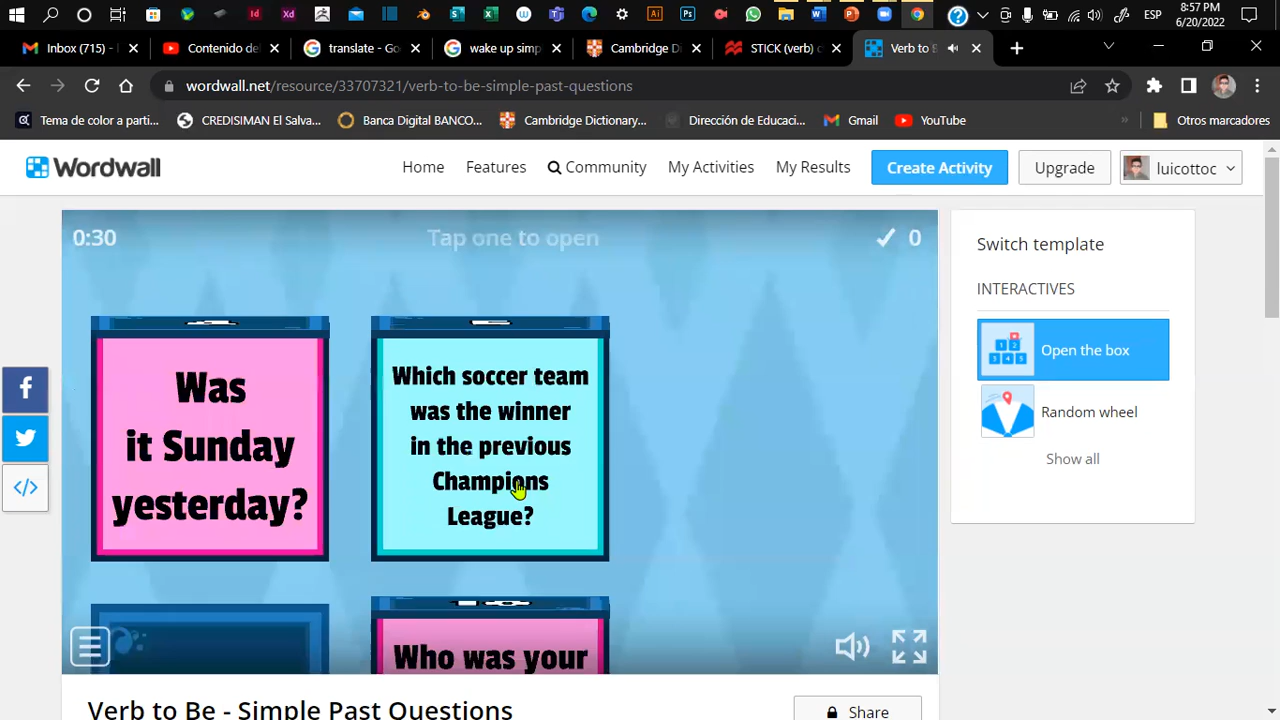 8:57 PM
ESP
6/20/2022
Inbox (715) -
Contenido de
translate - Go
wake up simp
Cambridge Di
STICK (verb) c
Verb to B
wordwall.net/resource/33707321/verb-to-be-simple-past-questions
Tema de color a parti...
CREDISIMAN El Salva...
Banca Digital BANCO...
Cambridge Dictionary...
Dirección de Educaci...
Gmail
YouTube
Otros marcadores
Wordwall
Home
Features
Community
My Activities
My Results
Create Activity
Upgrade
luicottoc
0:30
Tap one to open
0
Was
it Sunday
yesterday?
Which soccer team
was the winner
in the previous
Champions
League?
Who was your
Switch template
INTERACTIVES
Open the box
Random wheel
Show all
Verb to Be - Simple Past Questions
Share